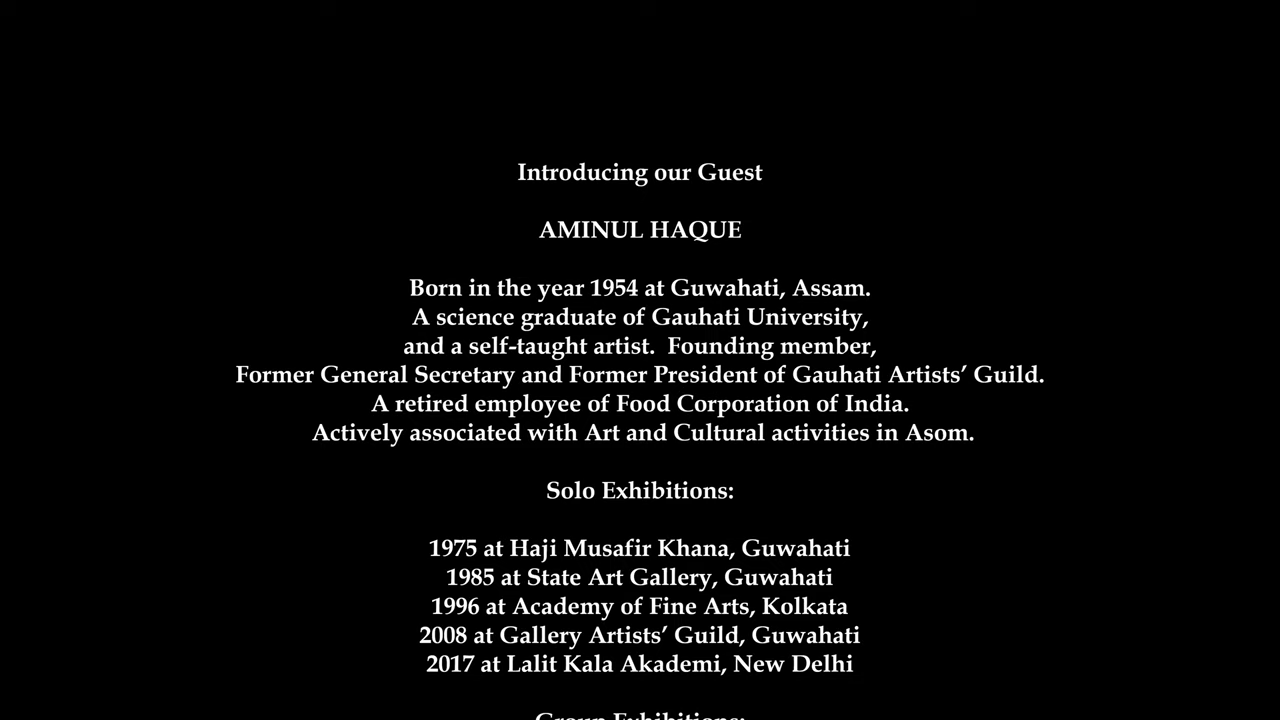 Introducing our Guest
AMINUL HAQUE
Born in the year 1954 at Guwahati, Assam.
A science graduate of Gauhati University,
and a self-taught artist.  Founding member,
Former General Secretary and Former President of Gauhati Artists’ Guild.
A retired employee of Food Corporation of India.
Actively associated with Art and Cultural activities in Asom.
Solo Exhibitions:
1975 at Haji Musafir Khana, Guwahati
1985 at State Art Gallery, Guwahati
1996 at Academy of Fine Arts, Kolkata
2008 at Gallery Artists’ Guild, Guwahati
2017 at Lalit Kala Akademi, New Delhi
Group Exhibitions: